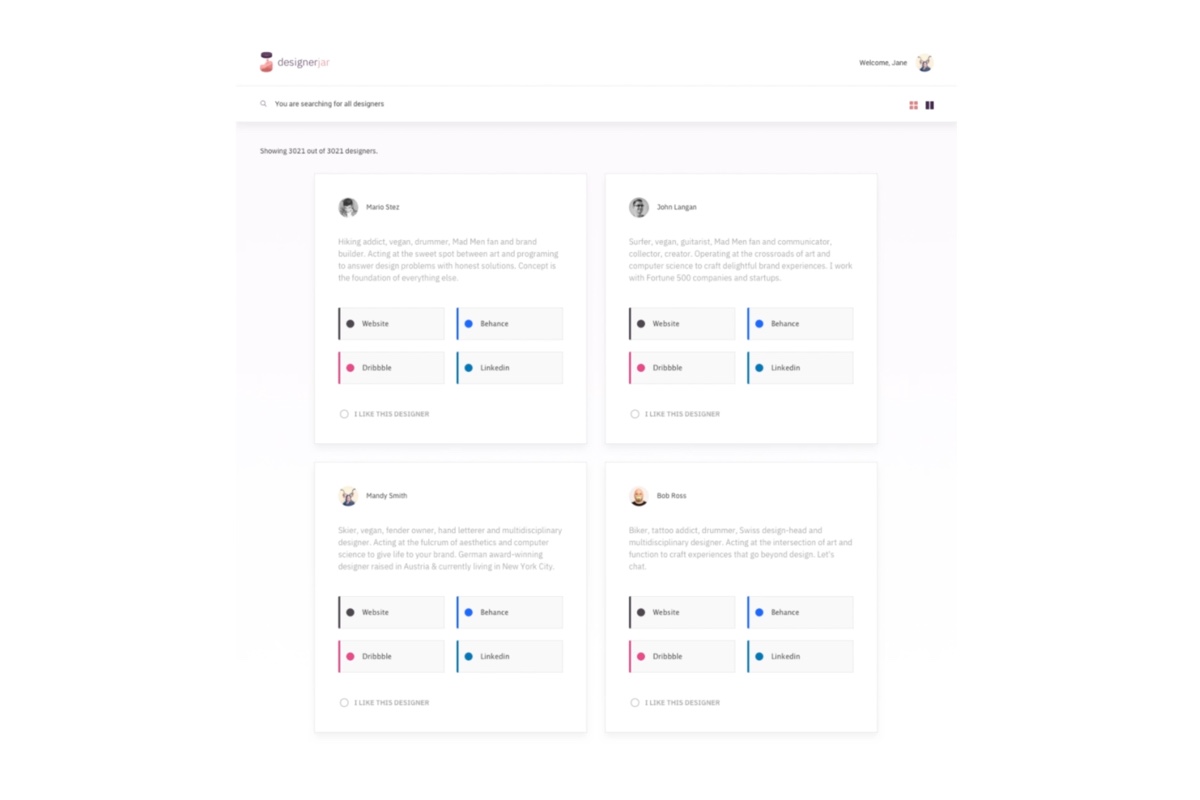 designerjar
Welcome, Jane
You are searching for all designers
Showing 3021 out of 3021 designers.
Mario Stez
Hiking addict, vegan, drummer, Mad Men fan and brand
builder. Acting at the sweet spot between art and programing
to answer design problems with honest solutions. Concept is
the foundation of everything else.
Website
Behance
Dribbble
Linkedin
I LIKE THIS DESIGNER
John Langan
Surfer, vegan, guitarist, Mad Men fan and communicator,
collector, creator. Operating at the crossroads of art and
computer science to craft delightful brand experiences. I work
with Fortune 500 companies and startups.
Website
Behance
Dribbble
Linkedin
I LIKE THIS DESIGNER
Mandy Smith
Skier, vegan, fender owner, hand letterer and multidisciplinary
designer. Acting at the fulcrum of aesthetics and computer
science to give life to your brand. German award-winning
designer raised in Austria & currently living in New York City.
Website
Behance
Dribbble
Linkedin
I LIKE THIS DESIGNER
Bob Ross
Biker, tattoo addict, drummer, Swiss design-head and
multidisciplinary designer. Acting at the intersection of art and
function to craft experiences that go beyond design. Let's
chat.
Website
Behance
Dribbble
Linkedin
I LIKE THIS DESIGNER